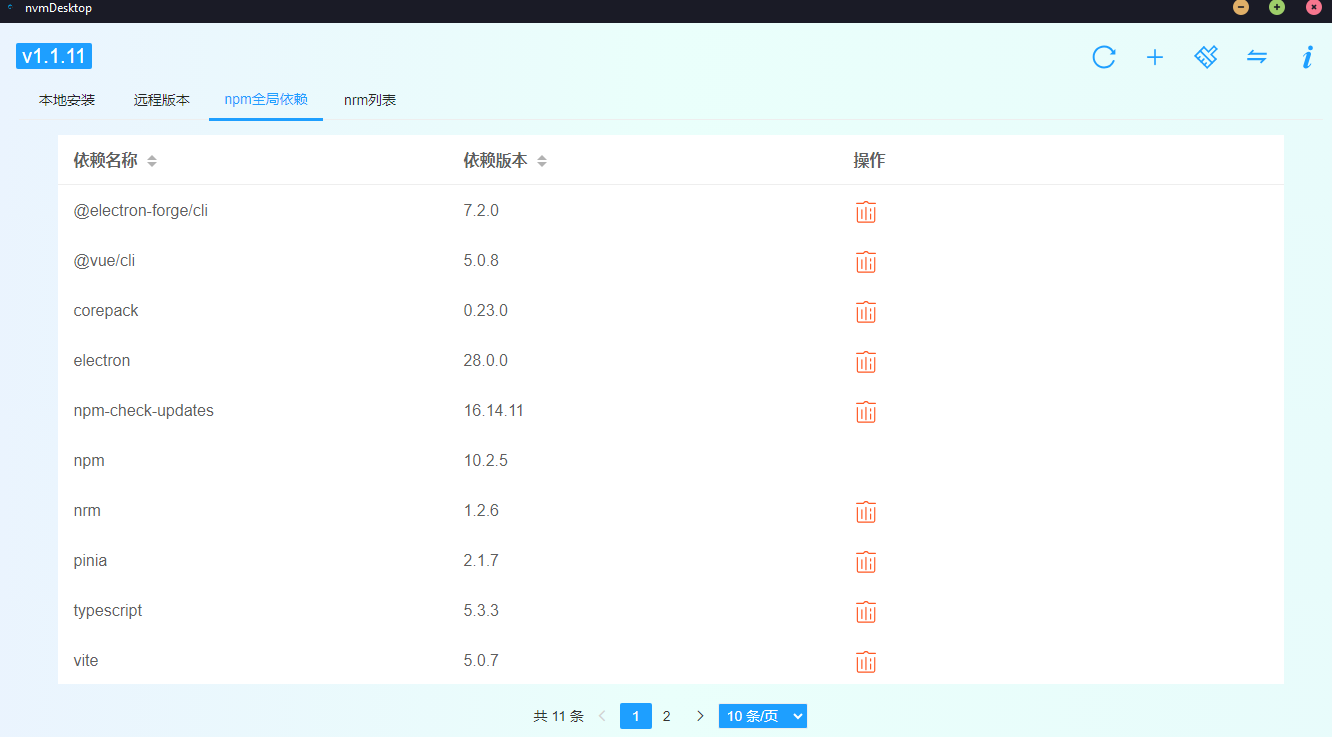 nvmDesktop
v1.1.11
本地安装 远程版本 npm全局依赖 nrm列表
依赖名称 依赖版本 操作
@electron-forge/cli 7.2.0
@vue/cli 5.0.8
corepack 0.23.0
electron 28.0.0
npm-check-updates 16.14.11
npm 10.2.5
nrm 1.2.6
pinia 2.1.7
typescript 5.3.3
vite 5.0.7
共 11 条 1 2 10 条/页